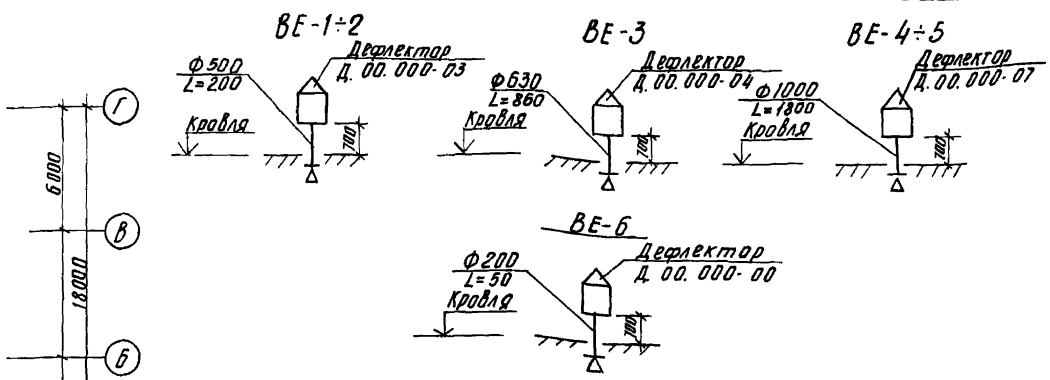 ВЕ-1÷2
Дефлектор
Д. 00.000-03
Ф500
L=200
Кровля
700
ВЕ-3
Дефлектор
Д. 00.000-04
Ф630
L=860
Кровля
700
ВЕ-4÷5
Дефлектор
Д. 00.000-07
Ф1000
L=1800
Кровля
700
Г
6000
В
18000
Б
ВЕ-6
Дефлектор
Д. 00.000-00
Ф200
L=50
Кровля
700